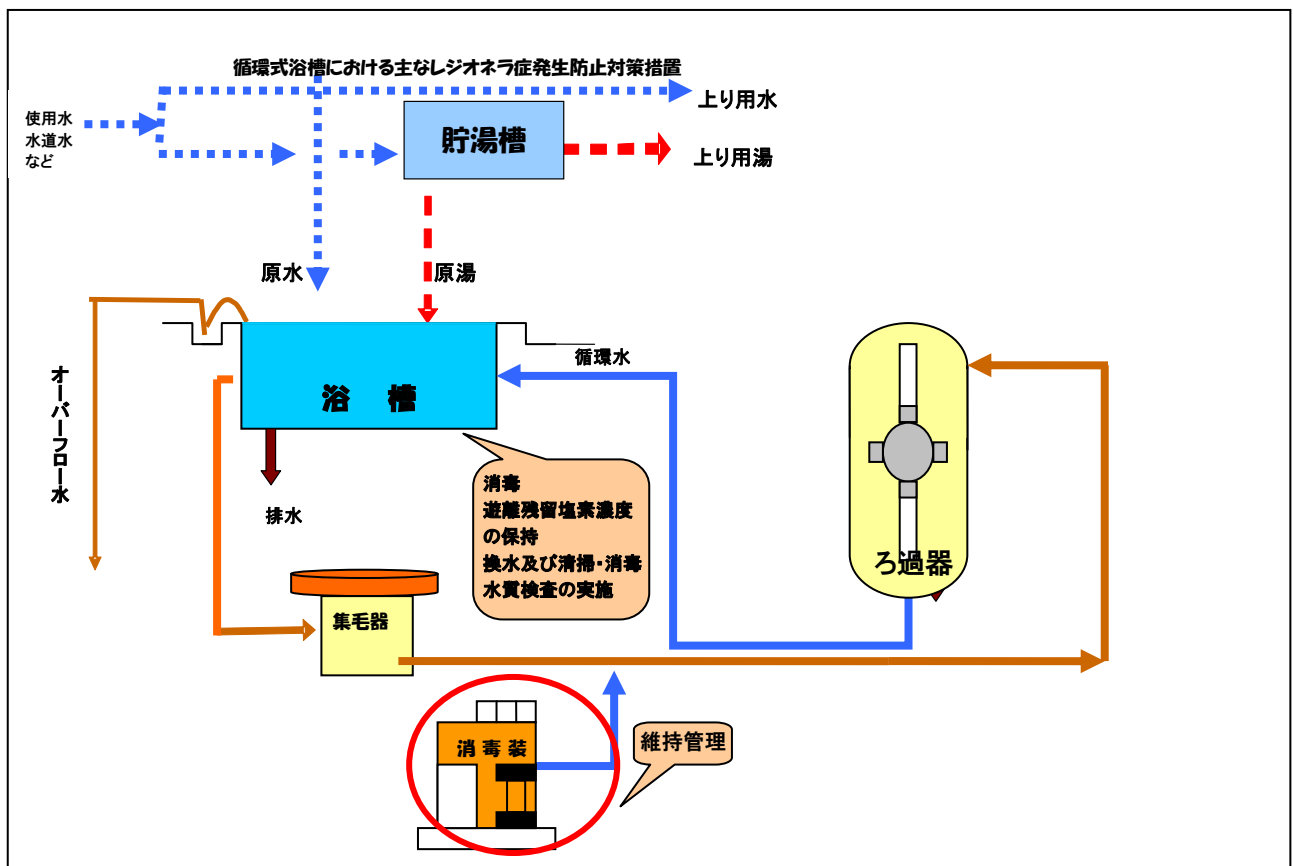 循環式浴槽における主なレジオネラ症発生防止対策措置
使用水
水道水
など
上り用水
貯湯槽
上り用湯
原水
原湯
循環水
浴 槽
オーバーフロー水
排水
消毒
遊離残留塩素濃度
の保持
換水及び清掃・消毒
水質検査の実施
ろ過器
集毛器
消毒装
維持管理